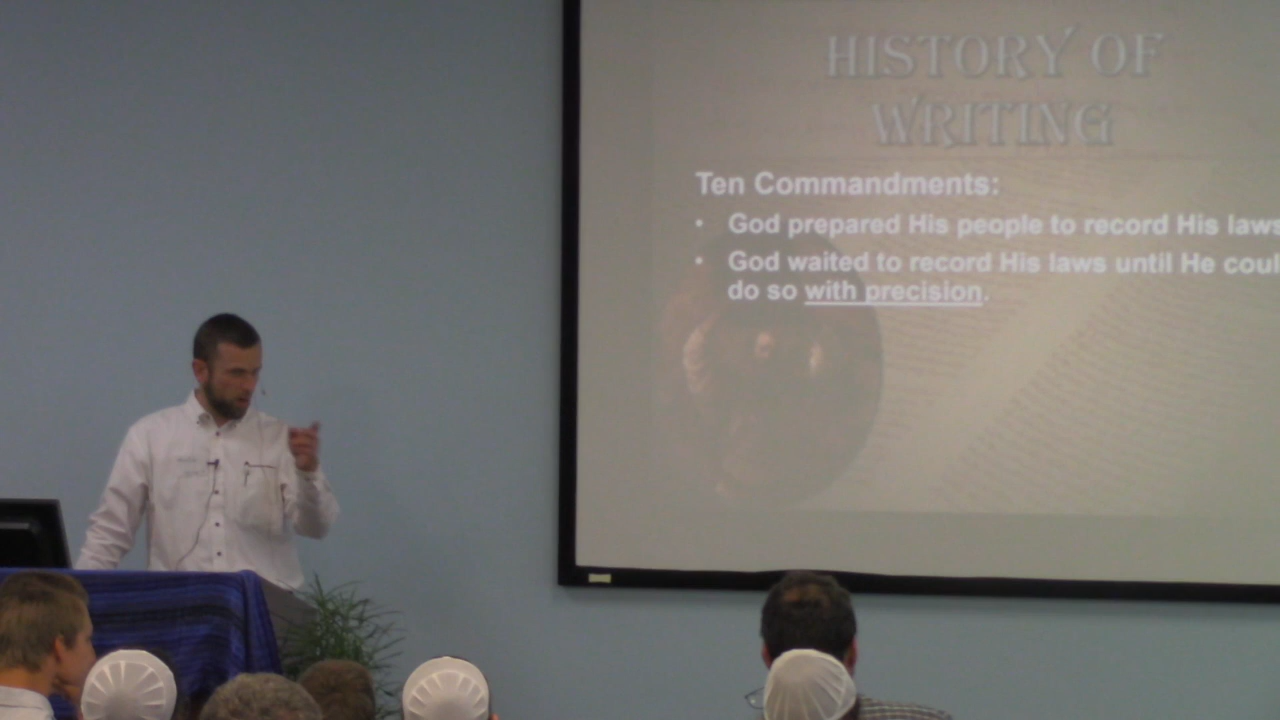 HISTORY OF
WRITING
Ten Commandments:
• God prepared His people to record His laws
• God waited to record His laws until He coul
do so with precision.